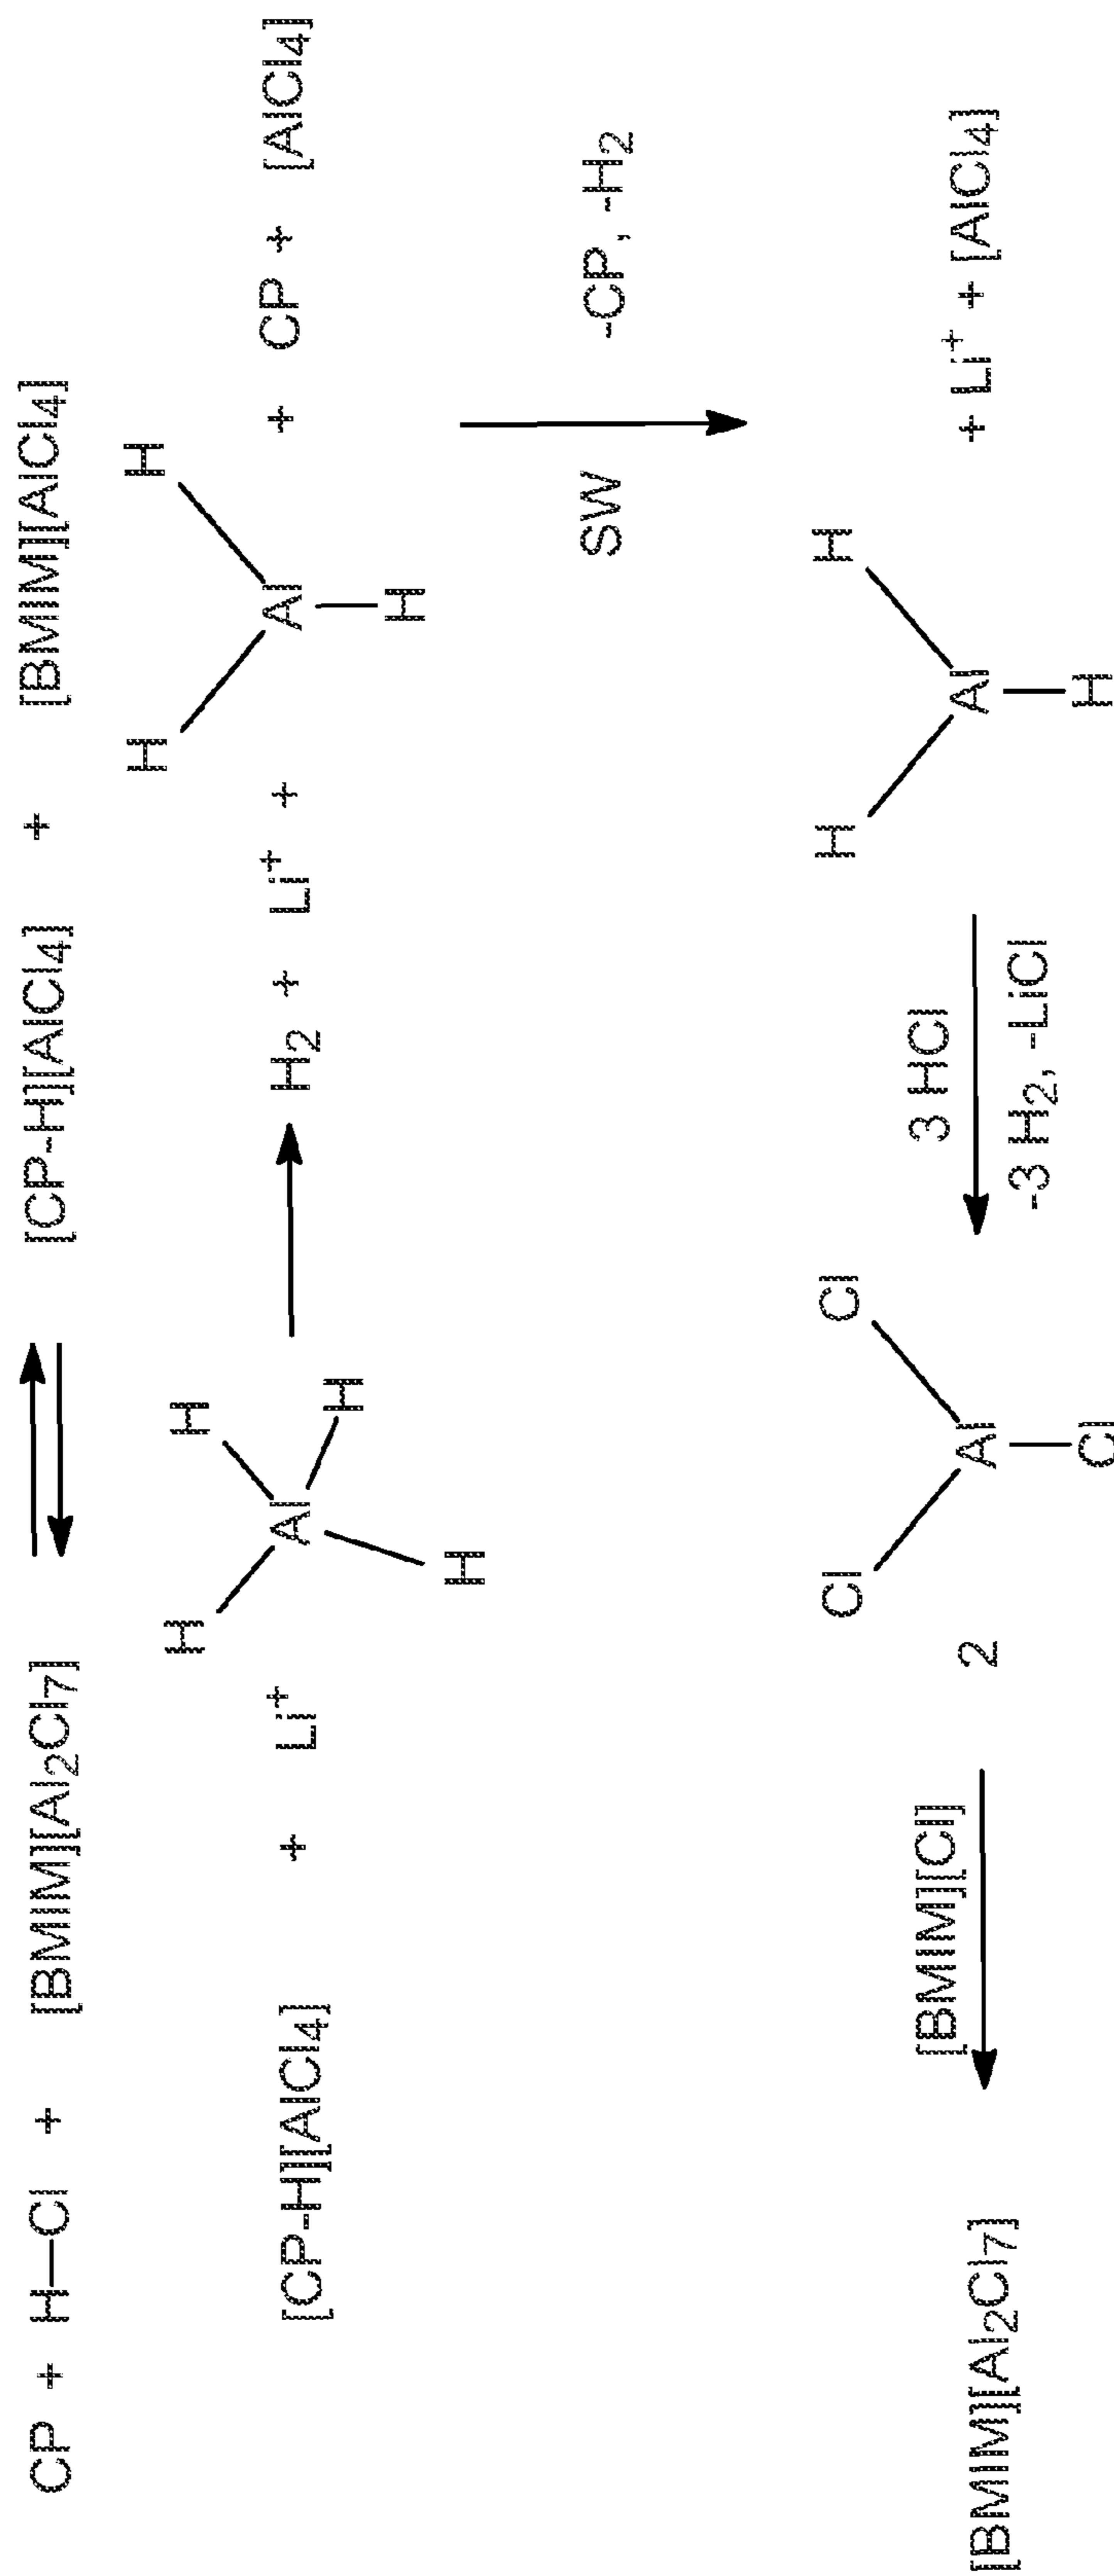 CP + H-Cl + [BMIM][Al2Cl7] [CP-H][AlCl4] + [BMIM][AlCl4]
[CP-H][AlCl4] + Li+ H H Al H H H2 + Li+ + H H Al H + CP + [AlCl4]
SW -CP, -H2
[BMIM][Al2Cl7] [BMIM][Cl] 2 Cl Cl Al Cl 3 HCl -3 H2, -LiCl H H Al H + Li+ + [AlCl4]